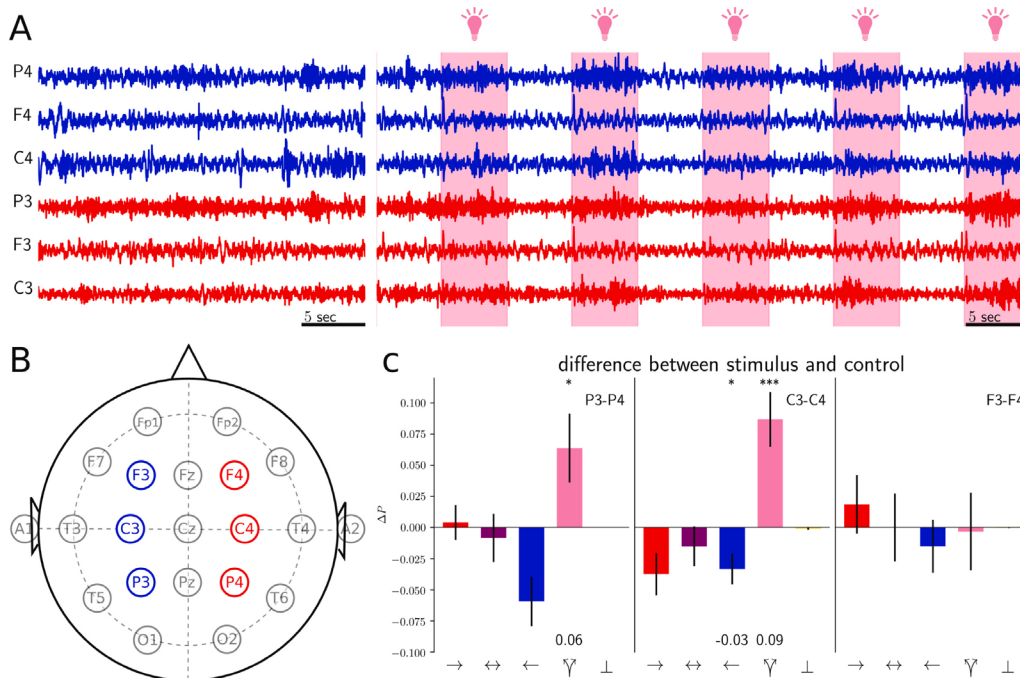 A
P4
F4
C4
P3
F3
C3
5 sec
5 sec
B
Fp1 Fp2
F7 F3 Fz F4 F8
A1 T3 C3 Cz C4 T4 A2
T5 P3 Pz P4 T6
O1 O2
C
difference between stimulus and control
* * ***
P3-P4 C3-C4 F3-F4
ΔP
0.100
0.075
0.050
0.025
0.000
-0.025
-0.050
-0.075
-0.100
0.06 -0.03 0.09
→ ↔ ← ⊥ → ↔ ← ⊥ → ↔ ← ⊥